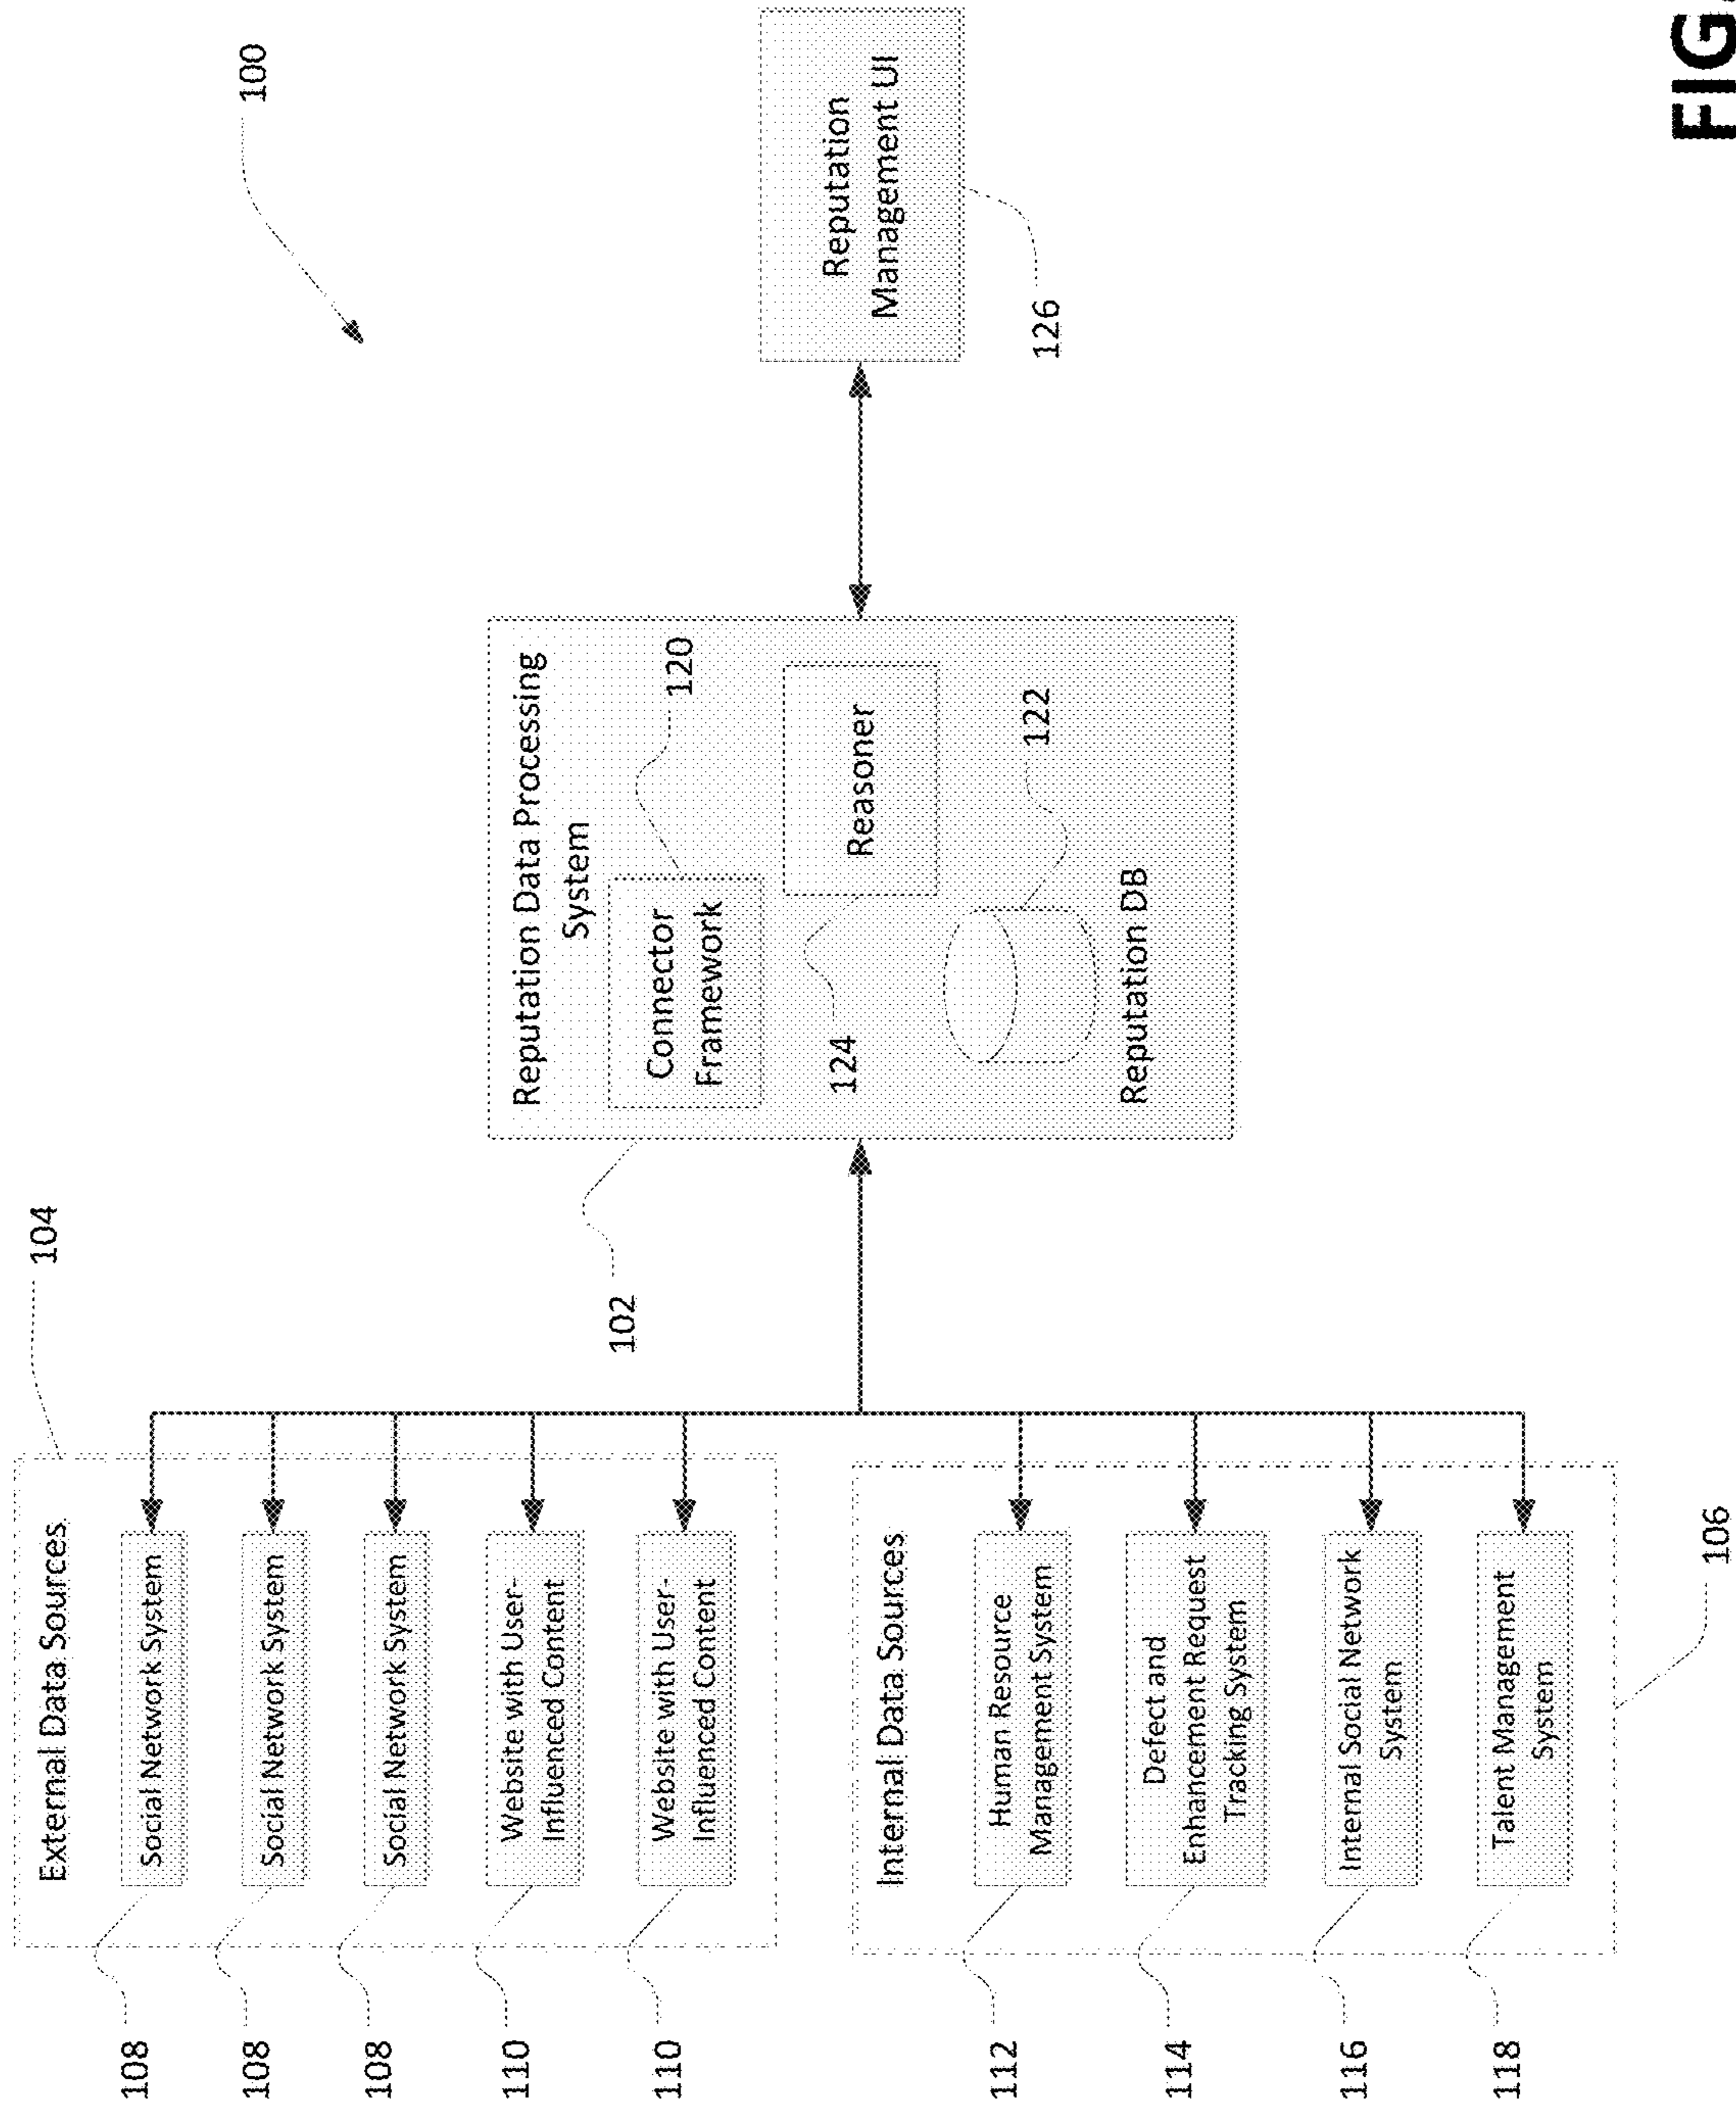 100
104
External Data Sources
108
Social Network System
108
Social Network System
108
Social Network System
110
Website with User-
Influenced Content
110
Website with User-
Influenced Content
Internal Data Sources
112
Human Resource
Management System
114
Defect and
Enhancement Request
Tracking System
116
Internal Social Network
System
118
Talent Management
System
106
102
Reputation Data Processing
System
120
Connector
Framework
Reasoner
124
122
Reputation DB
Reputation
Management UI
126
FIG.